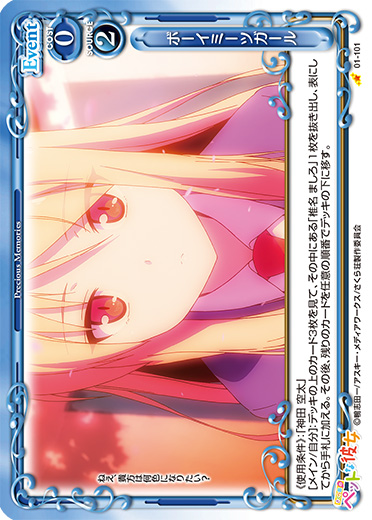 Event
COST
0
SOURCE
2
ボーイミーツガール
01-101
Precious Memories
ねぇ、貴方は何色になりたい?
《使用条件》:「神田 空太」
[メイン/自分]:デッキの上のカード3枚を見て、その中にある「椎名 ましろ」1枚を抜き出し、表にし
てから手札に加える。その後、残りのカードを任意の順番でデッキの下に移す。
さくら荘の
ペットな彼女
©鴨志田一/アスキー・メディアワークス/さくら荘製作委員会